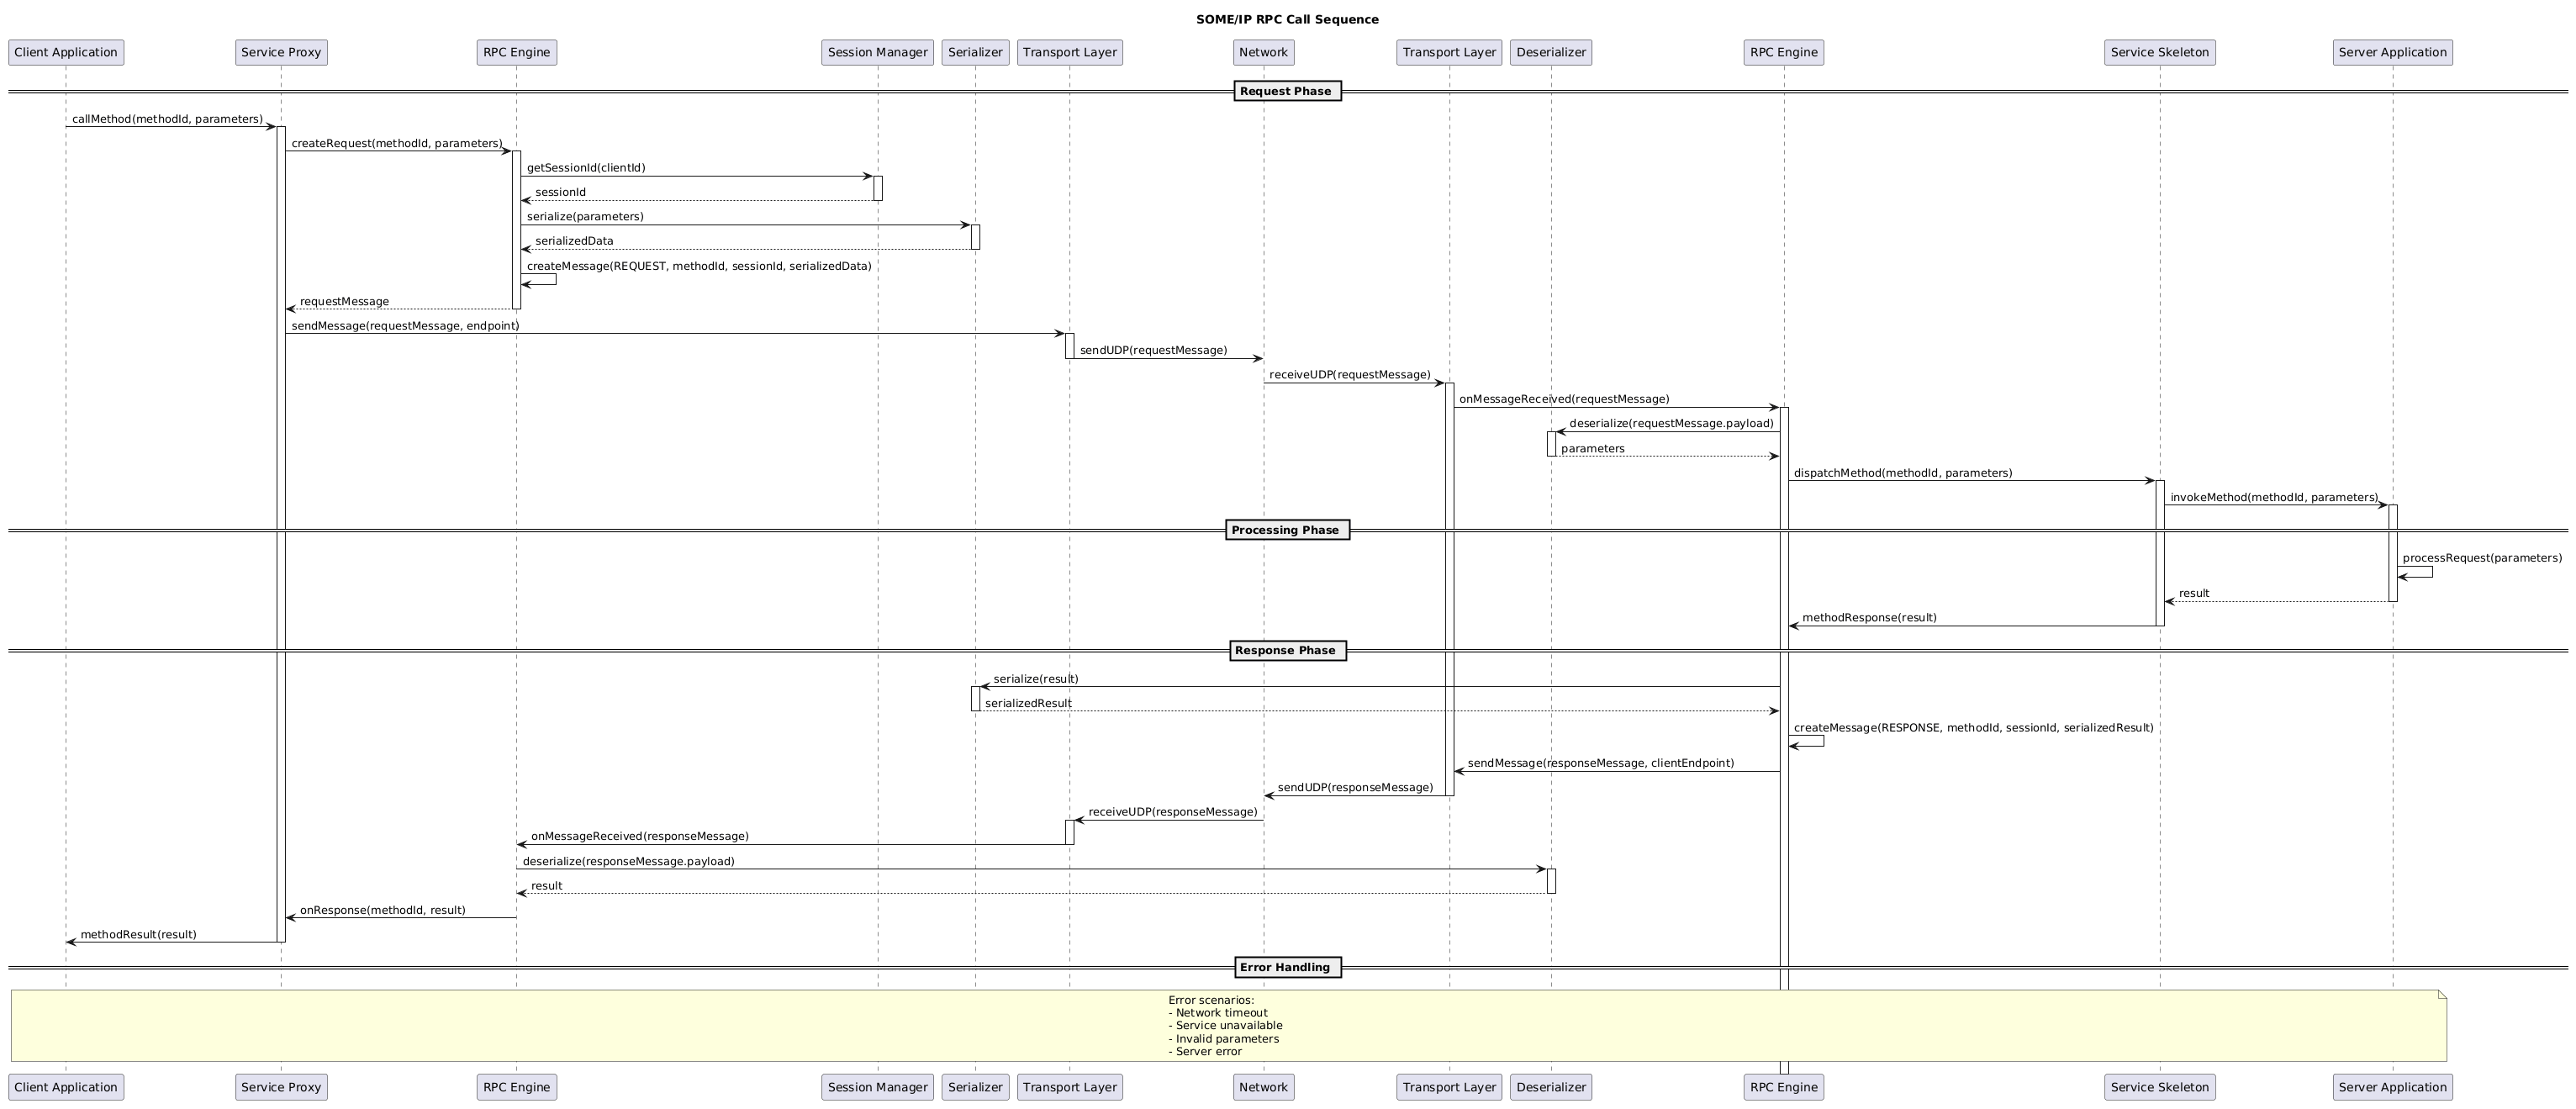 SOME/IP RPC Call Sequence
Client Application
Service Proxy
RPC Engine
Session Manager
Serializer
Transport Layer
Network
Transport Layer
Deserializer
RPC Engine
Service Skeleton
Server Application
Request Phase
callMethod(methodId, parameters)
createRequest(methodId, parameters)
getSessionId(clientId)
sessionId
serialize(parameters)
serializedData
createMessage(REQUEST, methodId, sessionId, serializedData)
requestMessage
sendMessage(requestMessage, endpoint)
sendUDP(requestMessage)
receiveUDP(requestMessage)
onMessageReceived(requestMessage)
deserialize(requestMessage.payload)
parameters
dispatchMethod(methodId, parameters)
invokeMethod(methodId, parameters)
Processing Phase
processRequest(parameters)
result
methodResponse(result)
Response Phase
serialize(result)
serializedResult
createMessage(RESPONSE, methodId, sessionId, serializedResult)
sendMessage(responseMessage, clientEndpoint)
sendUDP(responseMessage)
receiveUDP(responseMessage)
onMessageReceived(responseMessage)
deserialize(responseMessage.payload)
result
onResponse(methodId, result)
methodResult(result)
Error Handling
Error scenarios:
- Network timeout
- Service unavailable
- Invalid parameters
- Server error
Client Application
Service Proxy
RPC Engine
Session Manager
Serializer
Transport Layer
Network
Transport Layer
Deserializer
RPC Engine
Service Skeleton
Server Application